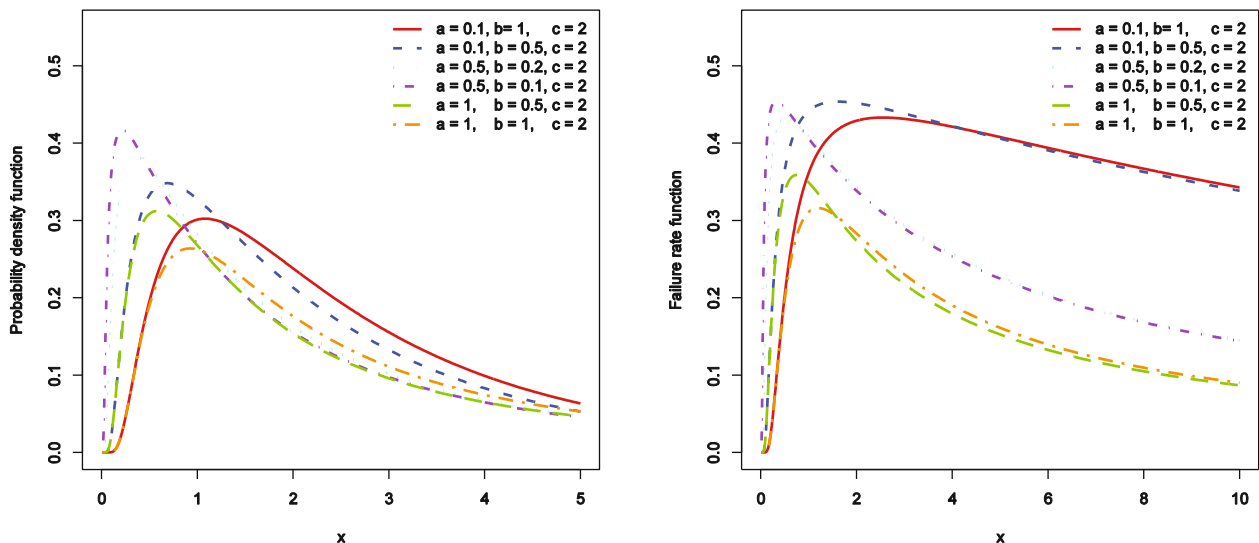 a = 0.1, b= 1, c = 2
a = 0.1, b = 0.5, c = 2
a = 0.5, b = 0.2, c = 2
a = 0.5, b = 0.1, c = 2
a = 1, b = 0.5, c = 2
a = 1, b = 1, c = 2
Probability density function
0.5
0.4
0.3
0.2
0.1
0.0
0 1 2 3 4 5
x
a = 0.1, b= 1, c = 2
a = 0.1, b = 0.5, c = 2
a = 0.5, b = 0.2, c = 2
a = 0.5, b = 0.1, c = 2
a = 1, b = 0.5, c = 2
a = 1, b = 1, c = 2
Failure rate function
0.5
0.4
0.3
0.2
0.1
0.0
0 2 4 6 8 10
x